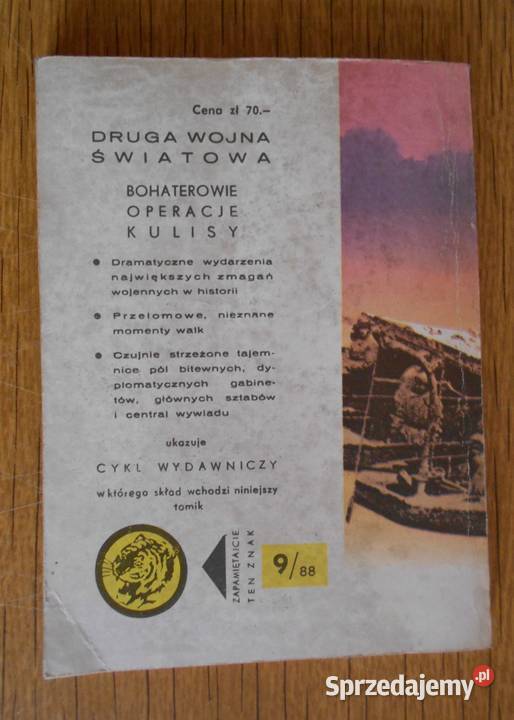 Cena zł 70.–
DRUGA WOJNA
ŚWIATOWA
BOHATEROWIE
OPERACJE
KULISY
● Dramatyczne wydarzenia
największych zmagań
wojennych w historii
● Przełomowe, nieznane
momenty walk
● Czujnie strzeżone tajem-
nice pól bitewnych, dy-
plomatycznych gabine-
tów, głównych sztabów
i central wywiadu
ukazuje
CYKL WYDAWNICZY
w którego skład wchodzi niniejszy
tomik
ZAPAMIĘTAJCIE
TEN ZNAK
9/88
Sprzedajemy.pl